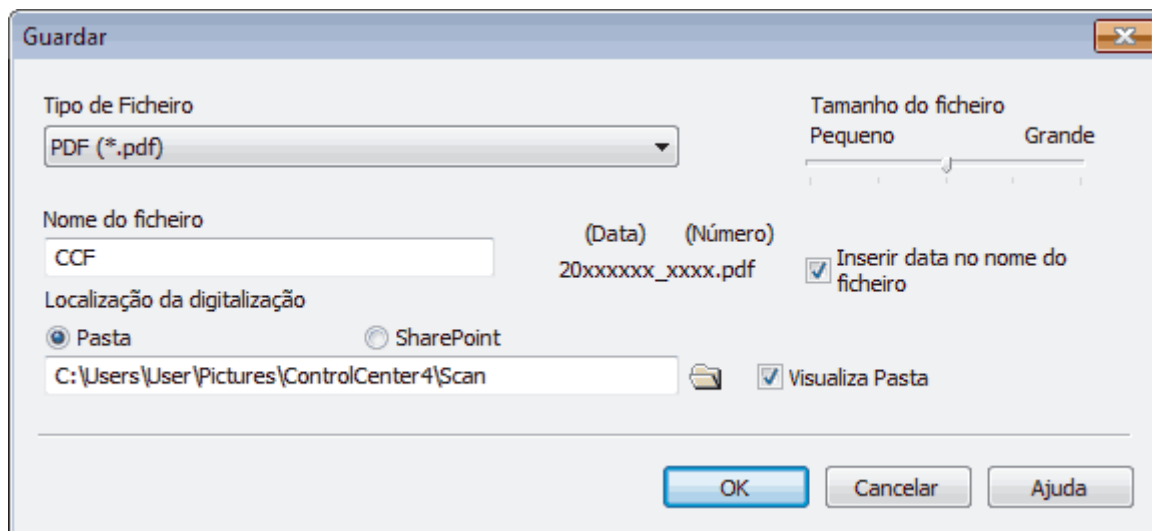 Guardar
Tipo de Ficheiro
PDF (*.pdf)
Tamanho do ficheiro
Pequeno Grande
Nome do ficheiro
CCF
(Data) (Número)
20xxxxxx_xxxx.pdf
Inserir data no nome do
ficheiro
Localização da digitalização
Pasta SharePoint
C:\Users\User\Pictures\ControlCenter4\Scan
Visualiza Pasta
OK Cancelar Ajuda